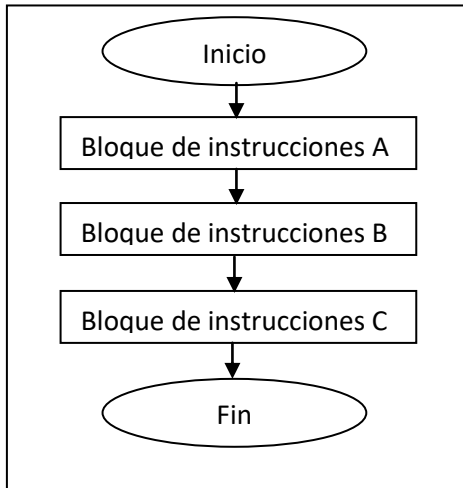 Inicio
Bloque de instrucciones A
Bloque de instrucciones B
Bloque de instrucciones C
Fin